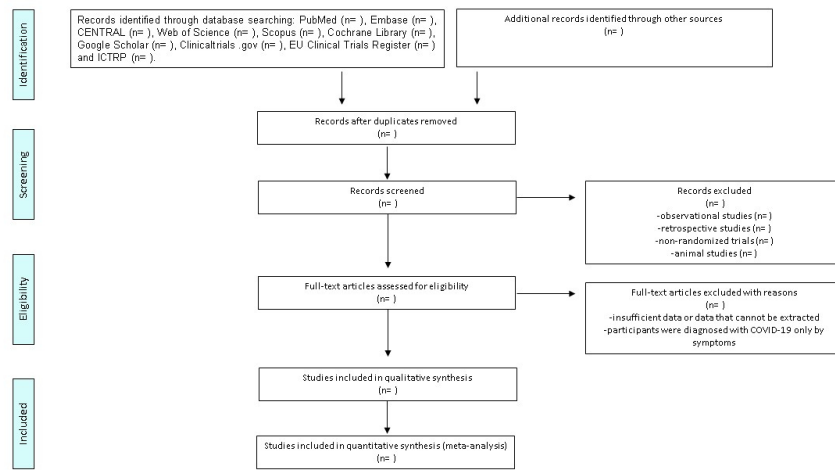 Identification
Records identified through database searching: PubMed (n= ), Embase (n= ),
CENTRAL (n= ), Web of Science (n= ), Scopus (n= ), Cochrane Library (n= ),
Google Scholar (n= ), Clinicaltrials .gov (n= ), EU Clinical Trials Register (n= )
and ICTRP (n= ).
Additional records identified through other sources
(n= )
Records after duplicates removed
(n= )
Screening
Records screened
(n= )
Records excluded
(n= )
-observational studies (n= )
-retrospective studies (n= )
-non-randomized trials (n= )
-animal studies (n= )
Eligibility
Full-text articles assessed for eligibility
(n= )
Full-text articles excluded with reasons
(n= )
-insufficient data or data that cannot be extracted
-participants were diagnosed with COVID-19 only by
symptoms
Included
Studies included in qualitative synthesis
(n= )
Studies included in quantitative synthesis (meta-analysis)
(n= )